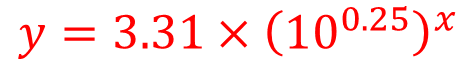 y = 3.31 × (10^{0.25})^x